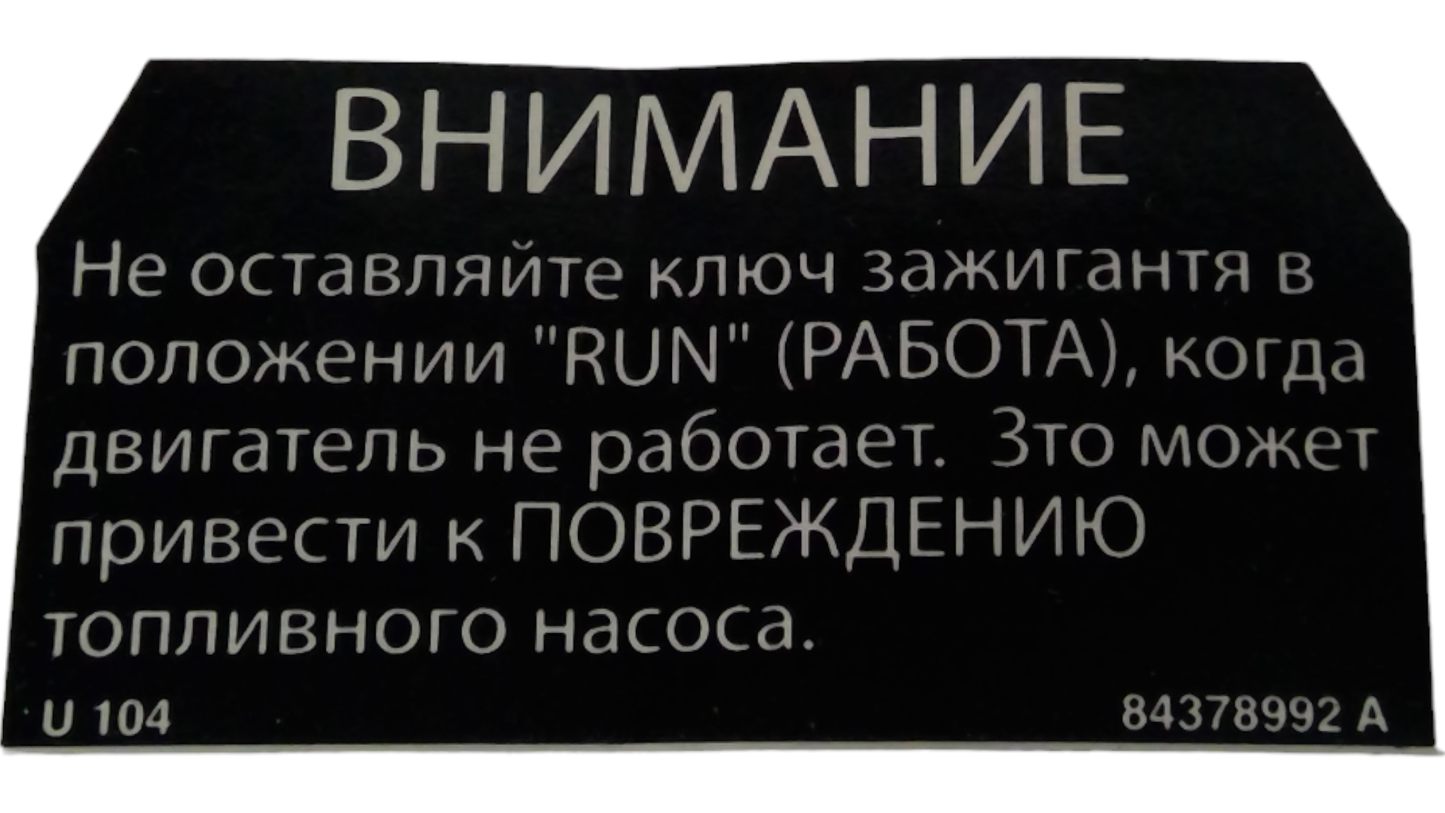 ВНИМАНИЕ
Не оставляйте ключ зажигантя в
положении "RUN" (РАБОТА), когда
двигатель не работает. Зто может
привести к ПОВРЕЖДЕНИЮ
топливного насоса.
U 104 84378992 A